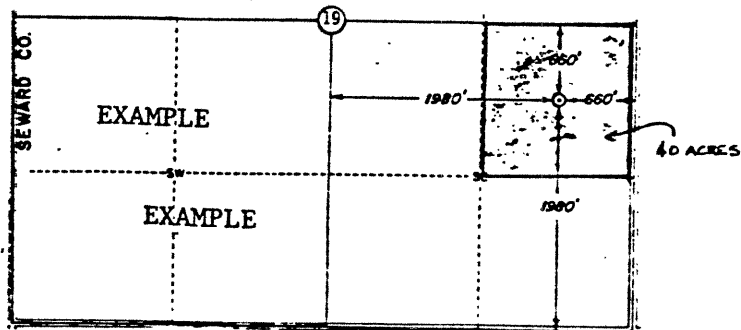 19
SEWARD CO.
660'
1980'
660'
EXAMPLE
40 ACRES
SW
SE
1980'
EXAMPLE